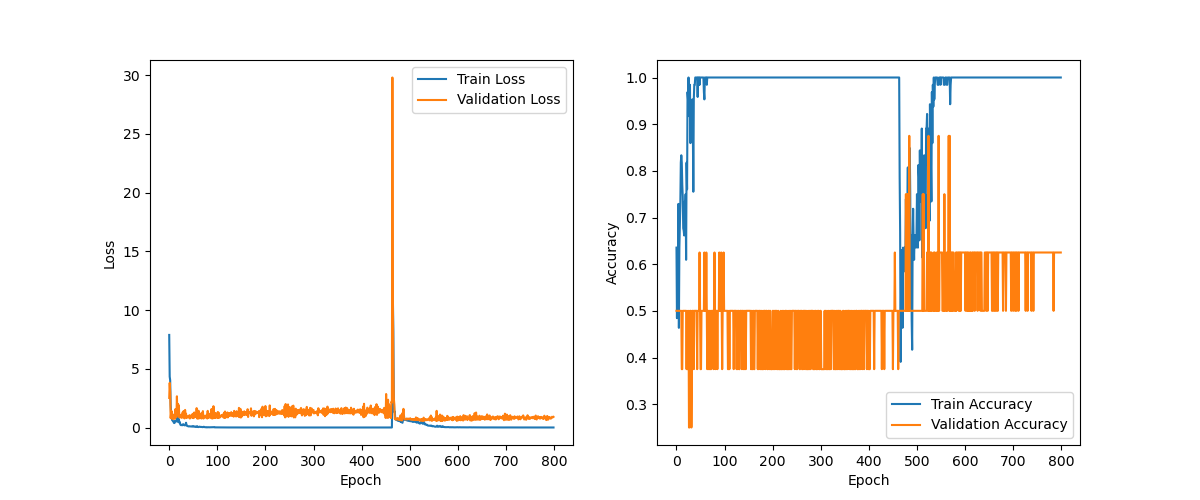 30
25
20
15
10
5
0
Loss
0 100 200 300 400 500 600 700 800
Epoch
Train Loss
Validation Loss
1.0
0.9
0.8
0.7
0.6
0.5
0.4
0.3
Accuracy
0 100 200 300 400 500 600 700 800
Epoch
Train Accuracy
Validation Accuracy